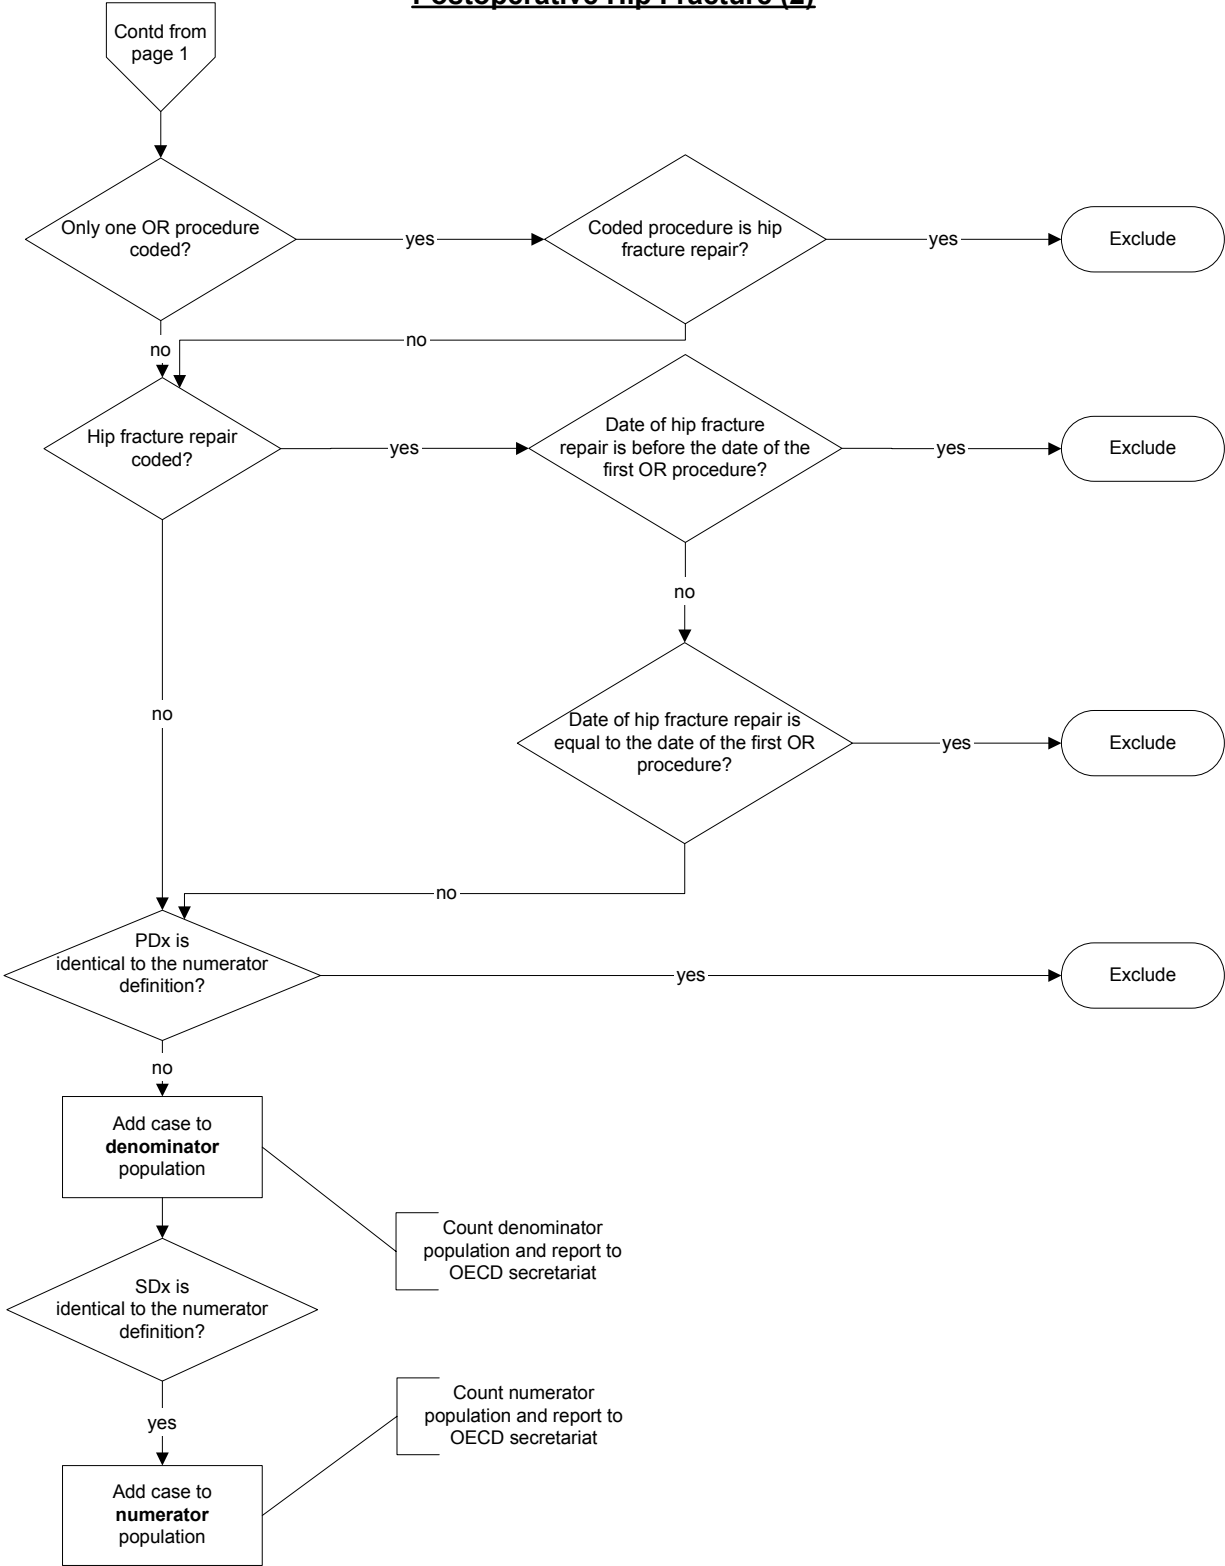 Postoperative Hip Fracture (2)
Contd from
page 1
Only one OR procedure
coded?
yes
Coded procedure is hip
fracture repair?
yes
Exclude
no
no
Hip fracture repair
coded?
yes
Date of hip fracture
repair is before the date of the
first OR procedure?
yes
Exclude
no
no
Date of hip fracture repair is
equal to the date of the first OR
procedure?
yes
Exclude
no
PDx is
identical to the numerator
definition?
yes
Exclude
no
Add case to
denominator
population
Count denominator
population and report to
OECD secretariat
SDx is
identical to the numerator
definition?
Count numerator
population and report to
OECD secretariat
yes
Add case to
numerator
population